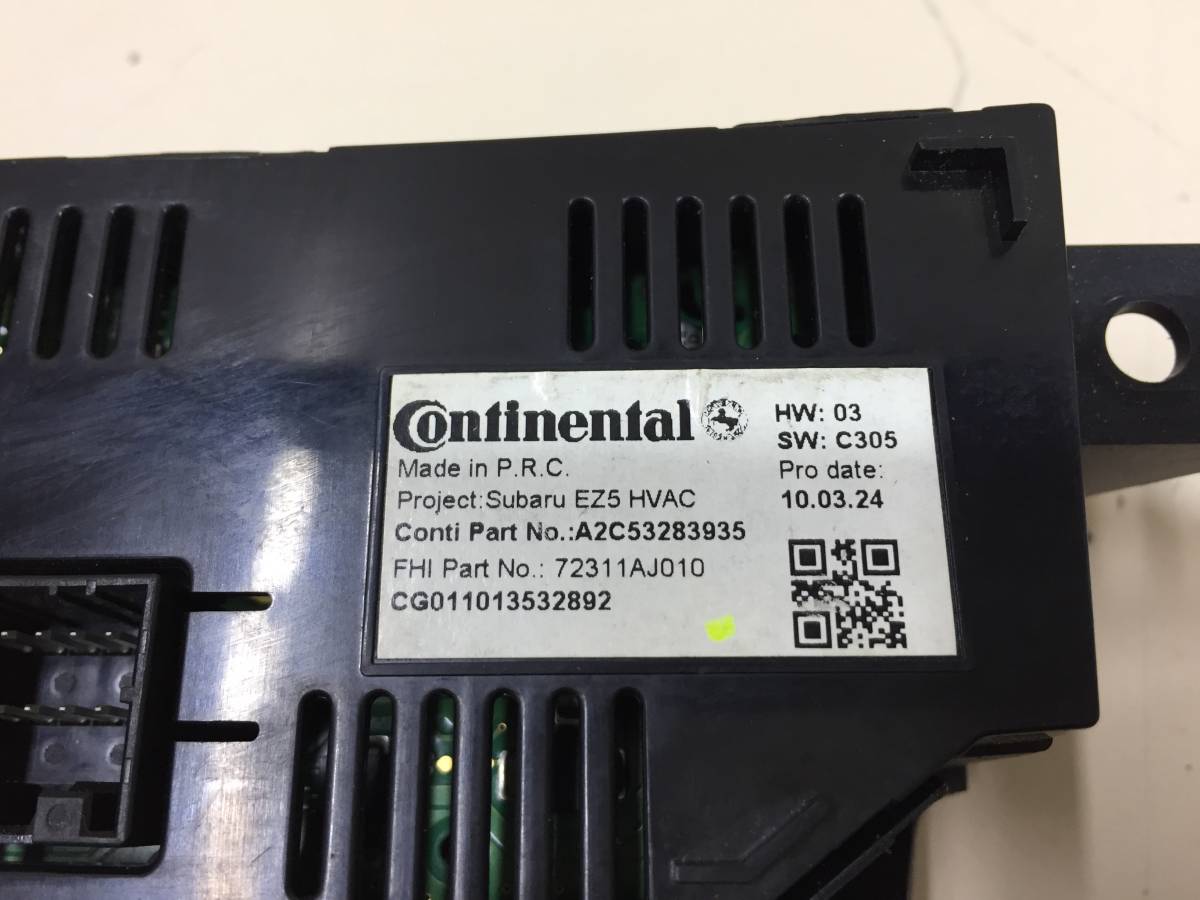 Continental
Made in P.R.C.
Project:Subaru EZ5 HVAC
Conti Part No.:A2C53283935
FHI Part No.: 72311AJ010
CG011013532892
HW: 03
SW: C305
Pro date:
10.03.24